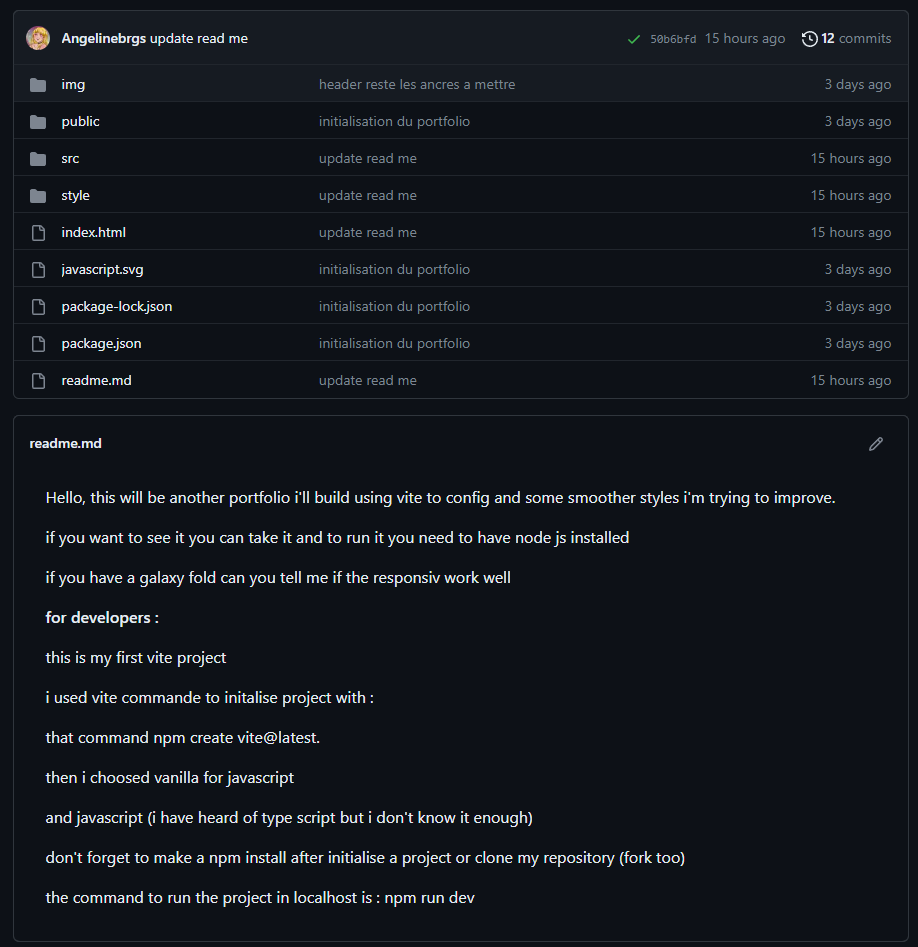 Angelinebrgs update read me 50b6bfd 15 hours ago 12 commits
img header reste les ancres a mettre 3 days ago
public initialisation du portfolio 3 days ago
src update read me 15 hours ago
style update read me 15 hours ago
index.html update read me 15 hours ago
javascript.svg initialisation du portfolio 3 days ago
package-lock.json initialisation du portfolio 3 days ago
package.json initialisation du portfolio 3 days ago
readme.md update read me 15 hours ago
readme.md
Hello, this will be another portfolio i'll build using vite to config and some smoother styles i'm trying to improve.
if you want to see it you can take it and to run it you need to have node js installed
if you have a galaxy fold can you tell me if the responsiv work well
for developers :
this is my first vite project
i used vite commande to initalise project with :
that command npm create vite@latest.
then i choosed vanilla for javascript
and javascript (i have heard of type script but i don't know it enough)
don't forget to make a npm install after initialise a project or clone my repository (fork too)
the command to run the project in localhost is : npm run dev